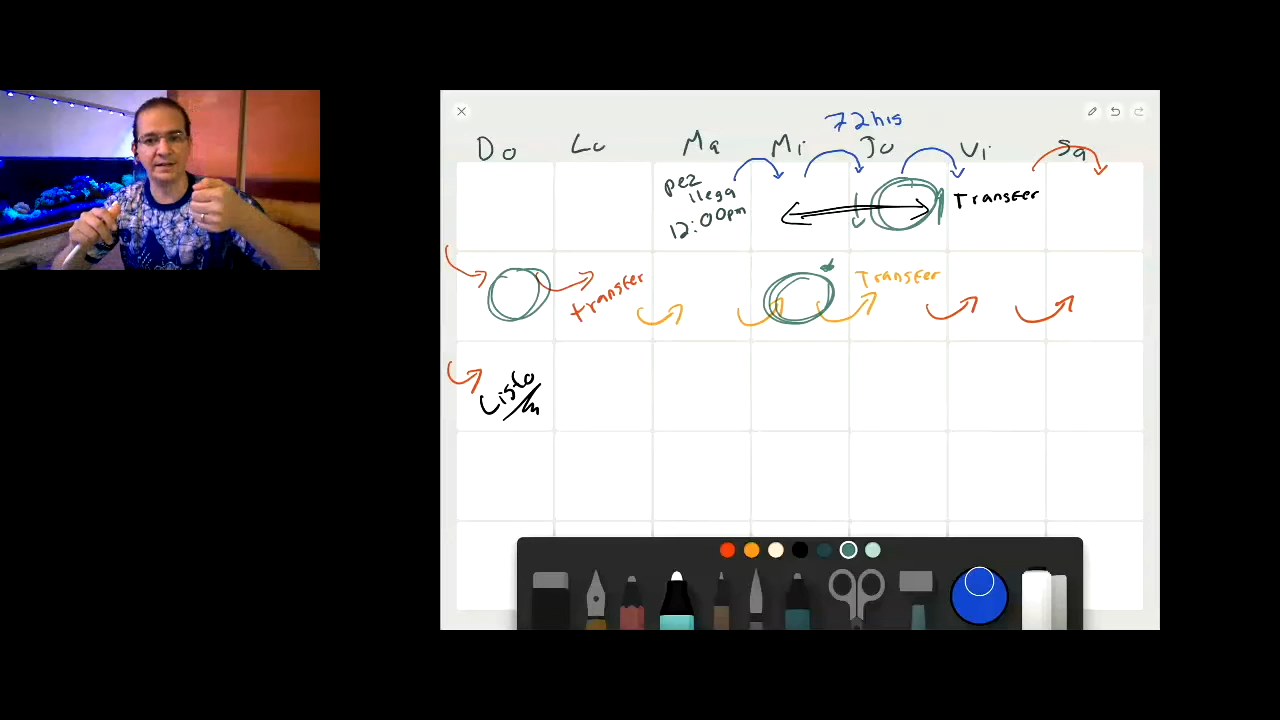 72hrs
Do Lu Ma Mi Ju Vi Sa
pez
llega
12:00pm
Transfer
transfer
Transfer
Listo